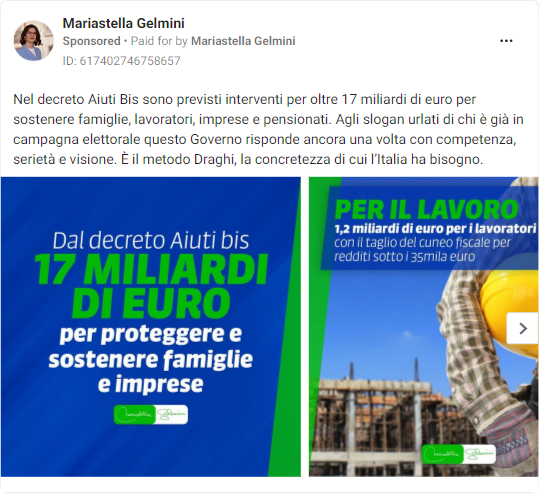 Mariastella Gelmini
Sponsored • Paid for by Mariastella Gelmini
ID: 617402746758657
Nel decreto Aiuti Bis sono previsti interventi per oltre 17 miliardi di euro per
sostenere famiglie, lavoratori, imprese e pensionati. Agli slogan urlati di chi è già in
campagna elettorale questo Governo risponde ancora una volta con competenza,
serietà e visione. È il metodo Draghi, la concretezza di cui l'Italia ha bisogno.
Dal decreto Aiuti bis
17 MILIARDI
DI EURO
per proteggere e
sostenere famiglie
e imprese
Mariastella Gelmini
PER IL LAVORO
1,2 miliardi di euro per i lavoratori
con il taglio del cuneo fiscale per
redditi sotto i 35mila euro
Mariastella Gelmini